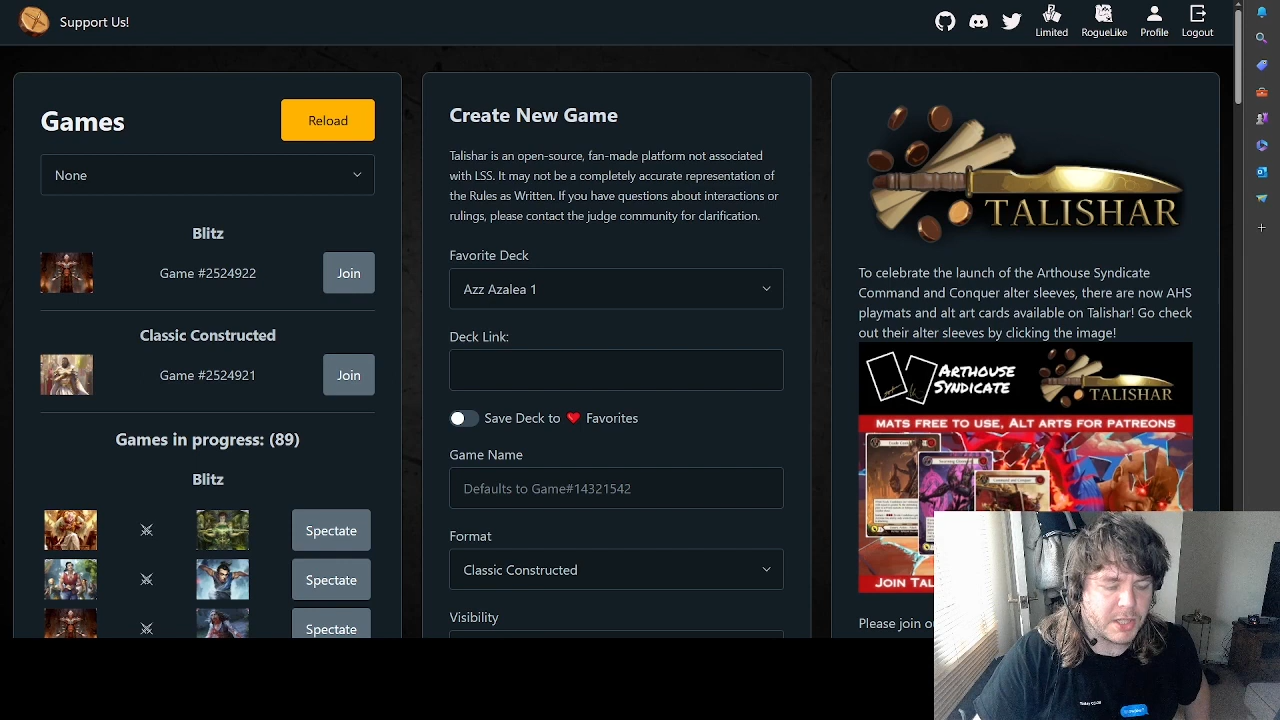 Support Us!
Limited
RogueLike
Profile
Logout
Games
Reload
None
Blitz
Game #2524922
Join
Classic Constructed
Game #2524921
Join
Games in progress: (89)
Blitz
Spectate
Spectate
Spectate
Create New Game
Talishar is an open-source, fan-made platform not associated
with LSS. It may not be a completely accurate representation of
the Rules as Written. If you have questions about interactions or
rulings, please contact the judge community for clarification.
Favorite Deck
Azz Azalea 1
Deck Link:
Save Deck to ❤️ Favorites
Game Name
Defaults to Game#14321542
Format
Classic Constructed
Visibility
TALISHAR
To celebrate the launch of the Arthouse Syndicate
Command and Conquer alter sleeves, there are now AHS
playmats and alt art cards available on Talishar! Go check
out their alter sleeves by clicking the image!
ARTHOUSE
SYNDICATE
TALISHAR
MATS FREE TO USE, ALT ARTS FOR PATREONS
Command and Conquer
JOIN TAL
Please join o